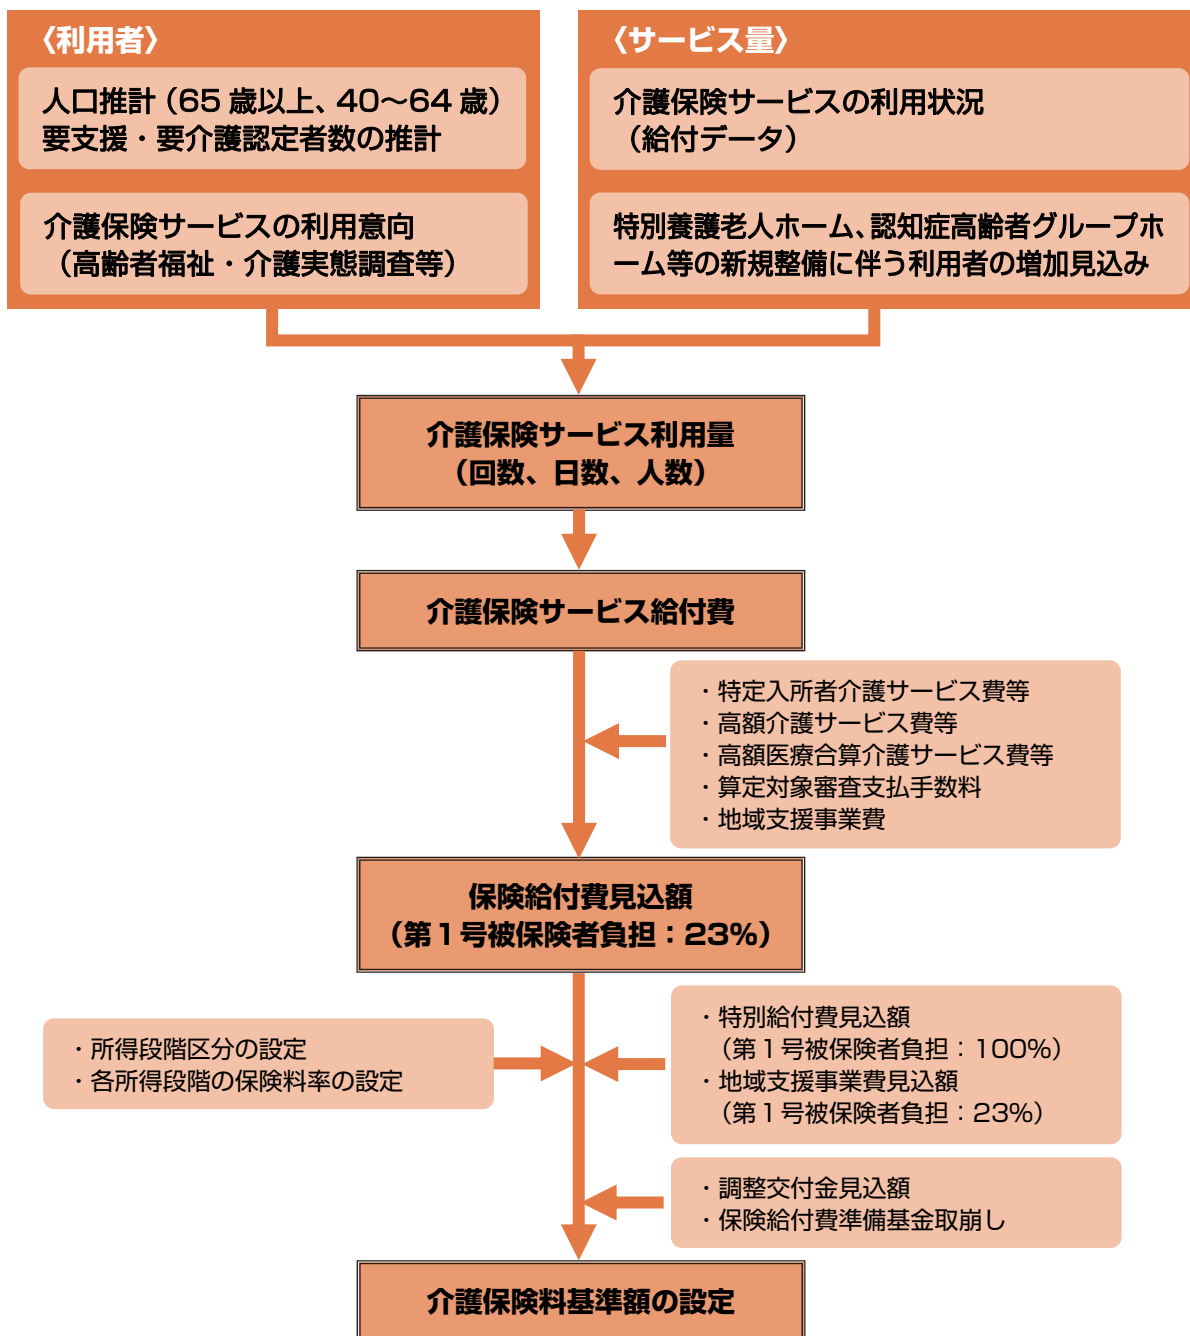 〈利用者〉
人口推計（65 歳以上、40～64 歳）
要支援・要介護認定者数の推計
介護保険サービスの利用意向
（高齢者福祉・介護実態調査等）
〈サービス量〉
介護保険サービスの利用状況
（給付データ）
特別養護老人ホーム、認知症高齢者グループホ
ーム等の新規整備に伴う利用者の増加見込み
介護保険サービス利用量
（回数、日数、人数）
介護保険サービス給付費
・特定入所者介護サービス費等
・高額介護サービス費等
・高額医療合算介護サービス費等
・算定対象審査支払手数料
・地域支援事業費
保険給付費見込額
（第１号被保険者負担：23%）
・所得段階区分の設定
・各所得段階の保険料率の設定
・特別給付費見込額
（第１号被保険者負担：100%）
・地域支援事業費見込額
（第１号被保険者負担：23%）
・調整交付金見込額
・保険給付費準備基金取崩し
介護保険料基準額の設定